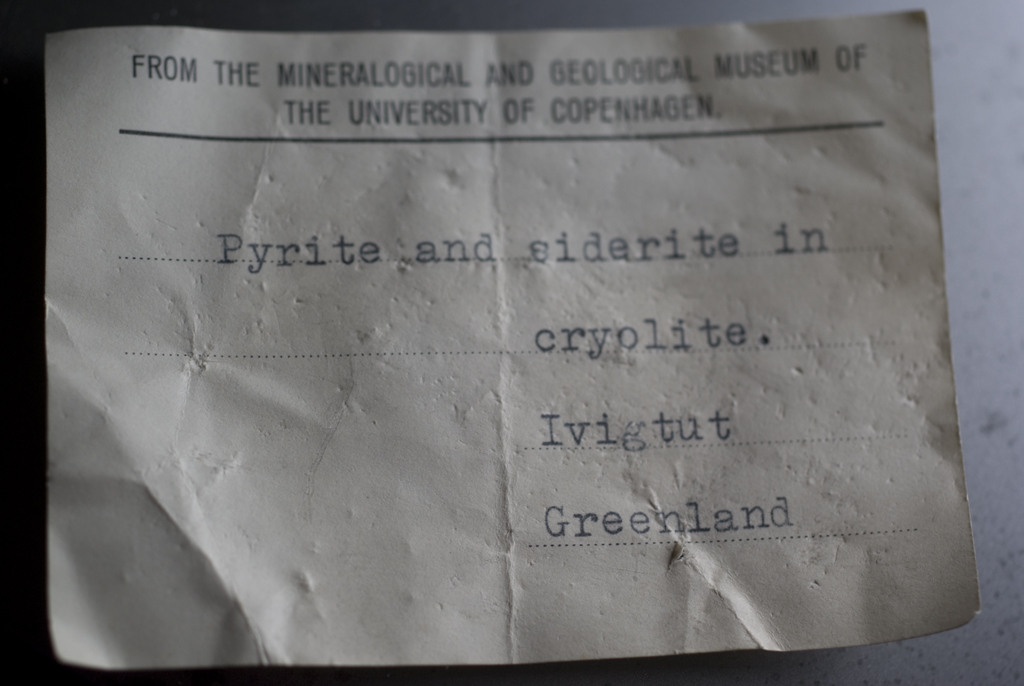 FROM THE MINERALOGICAL AND GEOLOGICAL MUSEUM OF
THE UNIVERSITY OF COPENHAGEN.
Pyrite and siderite in
cryolite.
Ivigtut
Greenland